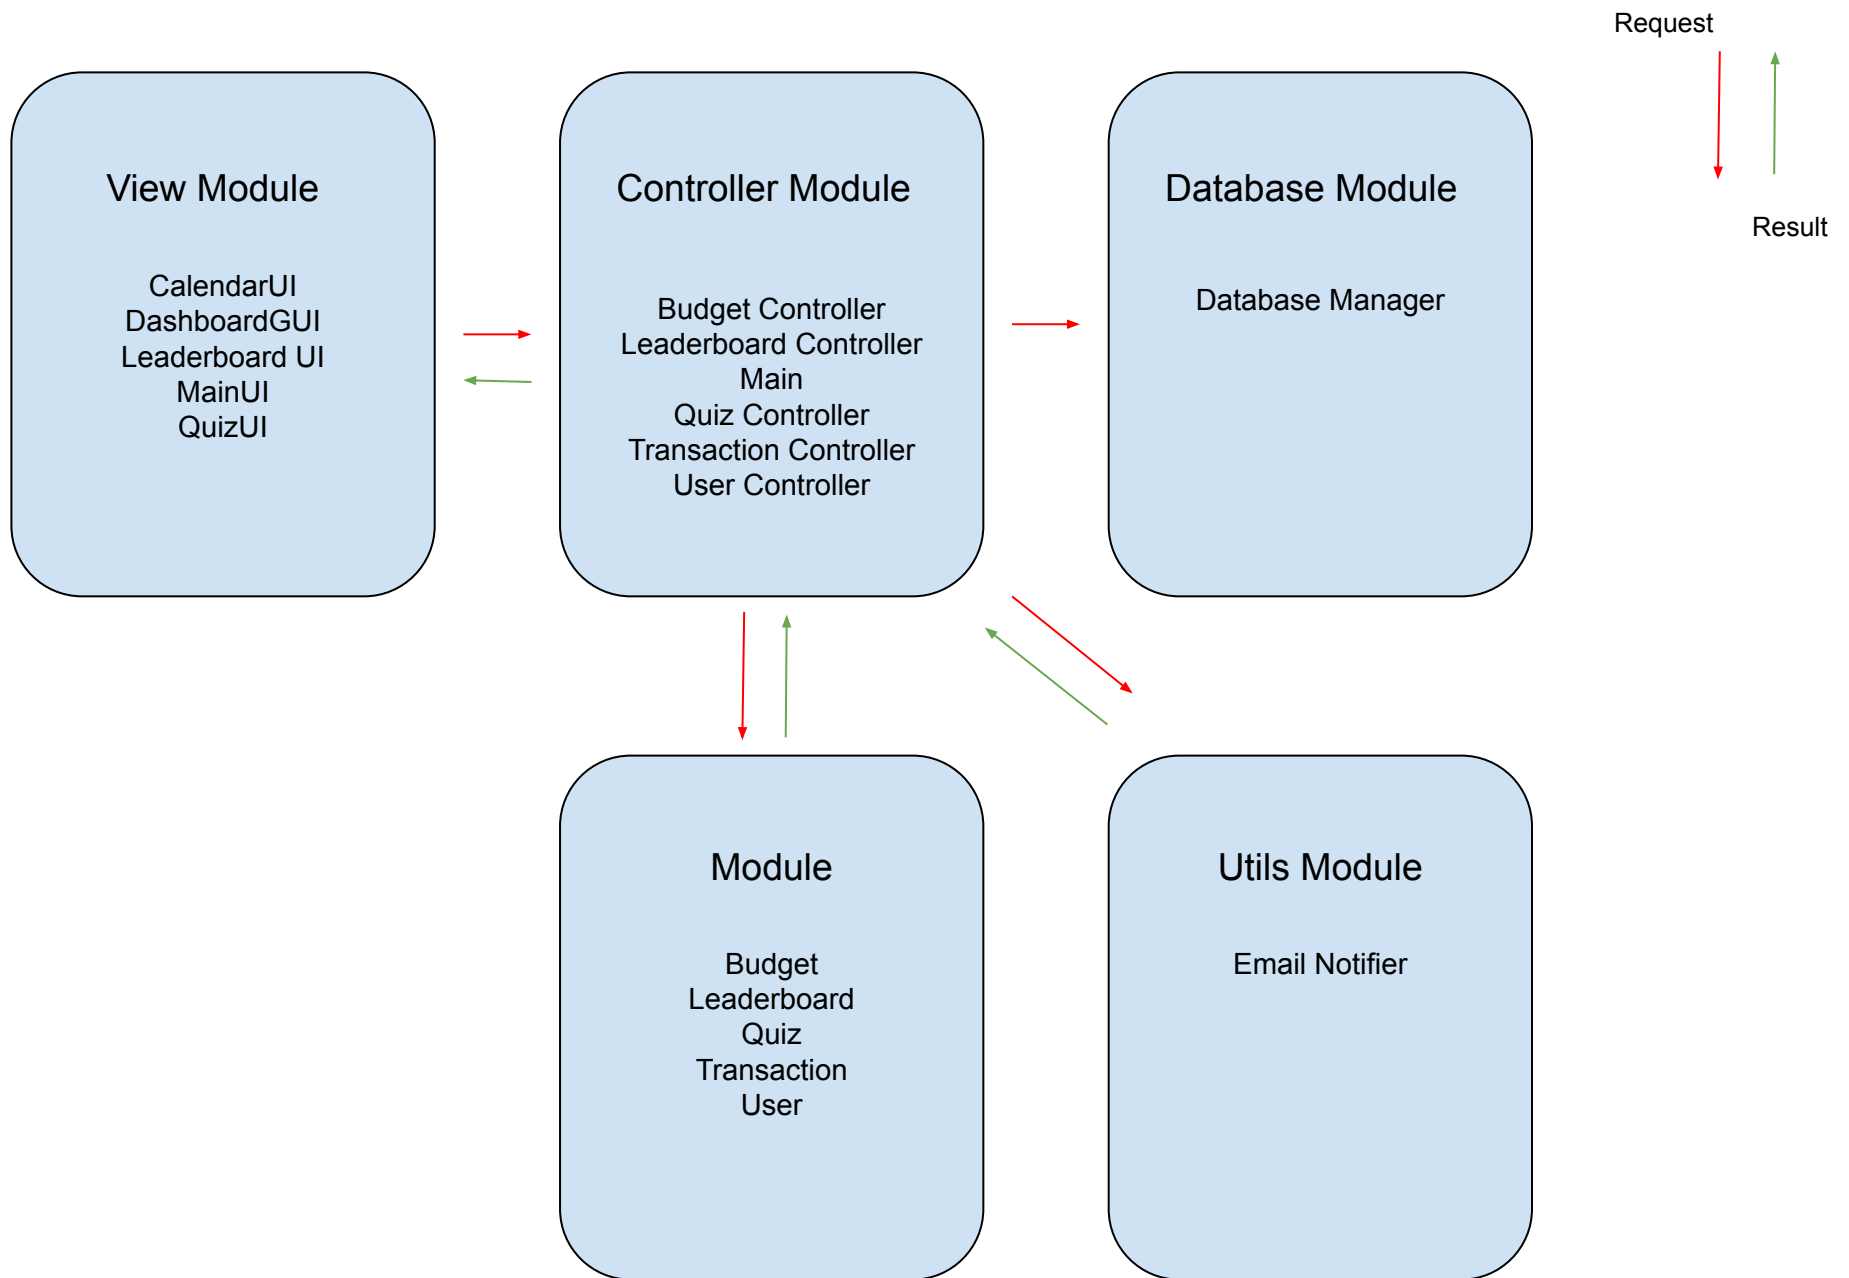 Request
Result
View Module
CalendarUI
DashboardGUI
Leaderboard UI
MainUI
QuizUI
Controller Module
Budget Controller
Leaderboard Controller
Main
Quiz Controller
Transaction Controller
User Controller
Database Module
Database Manager
Module
Budget
Leaderboard
Quiz
Transaction
User
Utils Module
Email Notifier